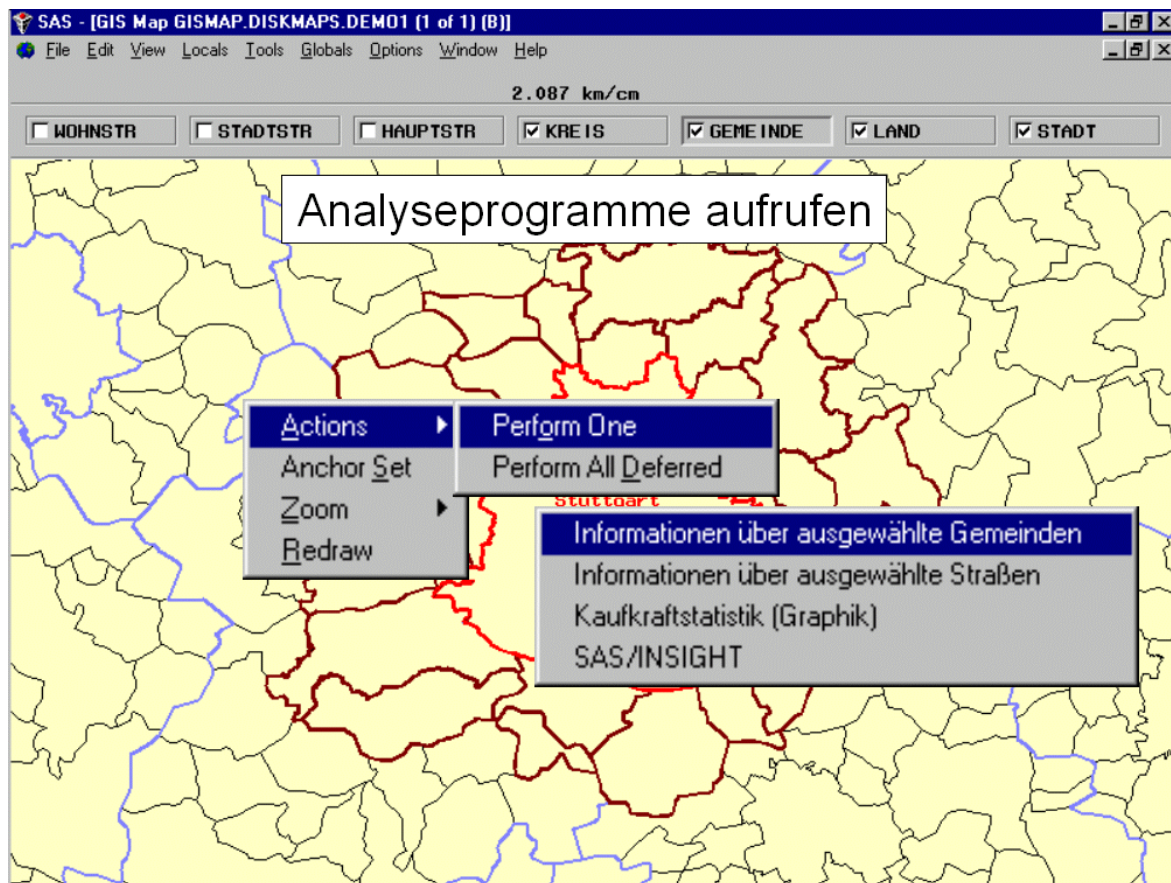 SAS - [GIS Map GISMAP.DISKMAPS.DEMO1 (1 of 1) (B)]
File Edit View Locals Tools Globals Options Window Help
2.087 km/cm
WOHNSTR STADTSTR HAUPTSTR KREIS GEMEINDE LAND STADT
Analyseprogramme aufrufen
Actions Perform One
Anchor Set Perform All Deferred
Zoom
Stuttgart
Redraw
Informationen über ausgewählte Gemeinden
Informationen über ausgewählte Straßen
Kaufkraftstatistik (Graphik)
SAS/INSIGHT